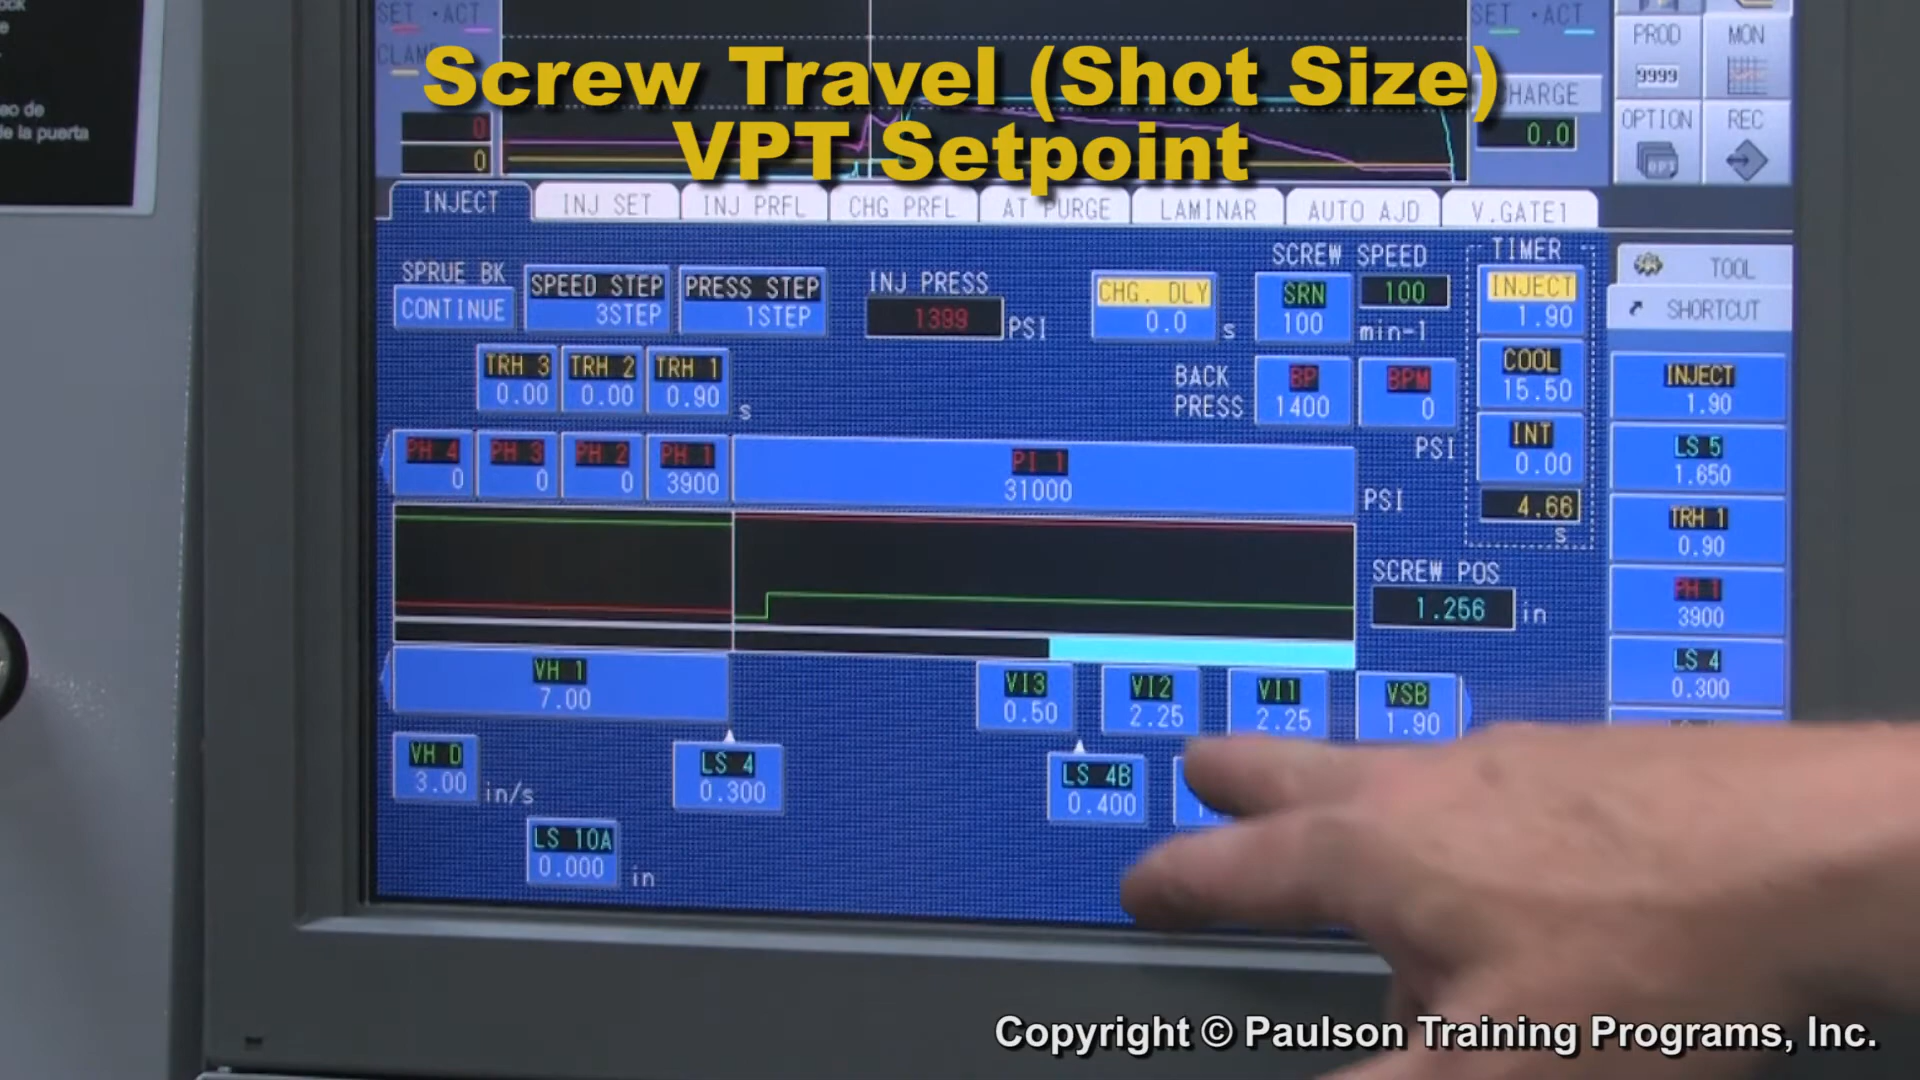 eo de
e la puerta
SET · ACT
SET · ACT
Screw Travel (Shot Size)
VPT Setpoint
0
0
0.0
PROD
MON
9999
OPTION
REC
INJECT
INJ SET
INJ PRFL
CHG PRFL
AT PURGE
LAMINAR
AUTO AJD
V.GATE1
SPRUE BK
CONTINUE
SPEED STEP
3STEP
PRESS STEP
1STEP
INJ PRESS
1399
PSI
CHG. DLY
0.0
s
SCREW SPEED
SRN
100
100
min-1
TIMER
INJECT
1.90
COOL
15.50
INT
0.00
4.66
s
TOOL
SHORTCUT
TRH 3
0.00
TRH 2
0.00
TRH 1
0.90
s
BACK
PRESS
BP
1400
BPM
0
PSI
PH 4
0
PH 3
0
PH 2
0
PH 1
3900
PI 1
31000
PSI
SCREW POS
1.256
in
INJECT
1.90
LS 5
1.650
TRH 1
0.90
PH 1
3900
LS 4
0.300
VH 1
7.00
VI3
0.50
VI2
2.25
VI1
2.25
VSB
1.90
VH D
3.00
in/s
LS 4
0.300
LS 4B
0.400
LS 10A
0.000
in
Copyright © Paulson Training Programs, Inc.